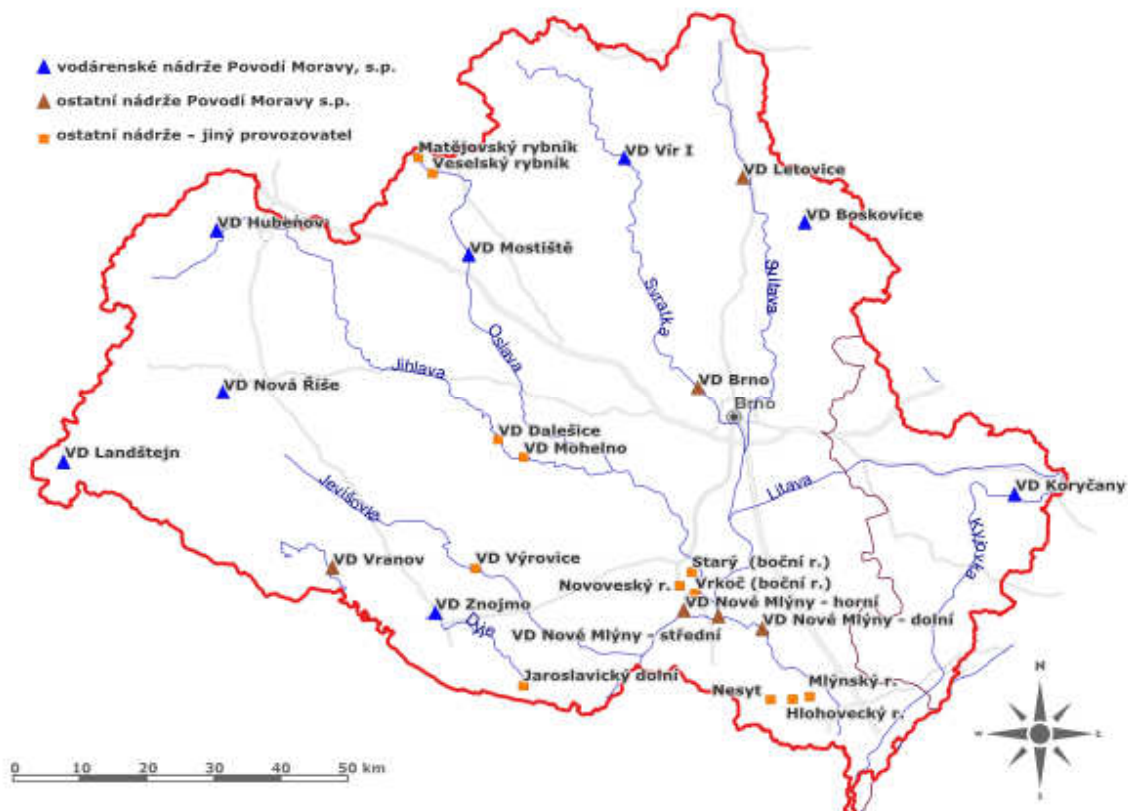 vodárenské nádrže Povodí Moravy, s.p.
ostatní nádrže Povodí Moravy s.p.
ostatní nádrže - jiný provozovatel
Matějovský rybník
Veselský rybník
VD Vír I
VD Letovice
VD Boskovice
VD Hubenov
VD Mostiště
Svratka
Svitava
Oslava
Jihlava
VD Nová Říše
VD Brno
Brno
VD Landštejn
VD Dalešice
VD Mohelno
Jevišovka
Litava
VD Koryčany
Kyjovka
VD Vranov
VD Výrovice
Starý (boční r.)
Novoveský r.
Vrkoč (boční r.)
VD Znojmo
VD Nové Mlýny - horní
Dyje
VD Nové Mlýny - střední
VD Nové Mlýny - dolní
Jaroslavický dolní
Nesyt
Mlýnský r.
Hlohovecký r.
N
W
E
S
0 10 20 30 40 50 km